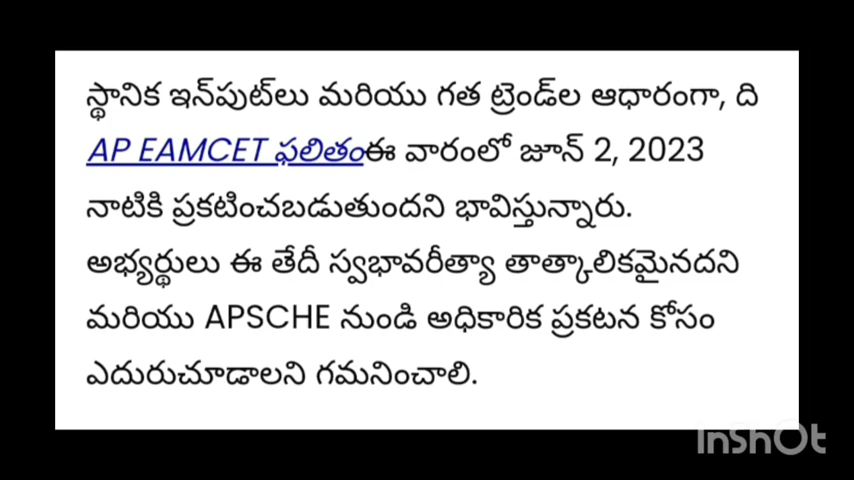 స్థానిక ఇన్‌పుట్‌లు మరియు గత ట్రెండ్‌ల ఆధారంగా, ది
AP EAMCET ఫలితంఈ వారంలో జూన్ 2, 2023
నాటికి ప్రకటించబడుతుందని భావిస్తున్నారు.
అభ్యర్థులు ఈ తేదీ స్వభావరీత్యా తాత్కాలికమైనదని
మరియు APSCHE నుండి అధికారిక ప్రకటన కోసం
ఎదురుచూడాలని గమనించాలి.
InShOt